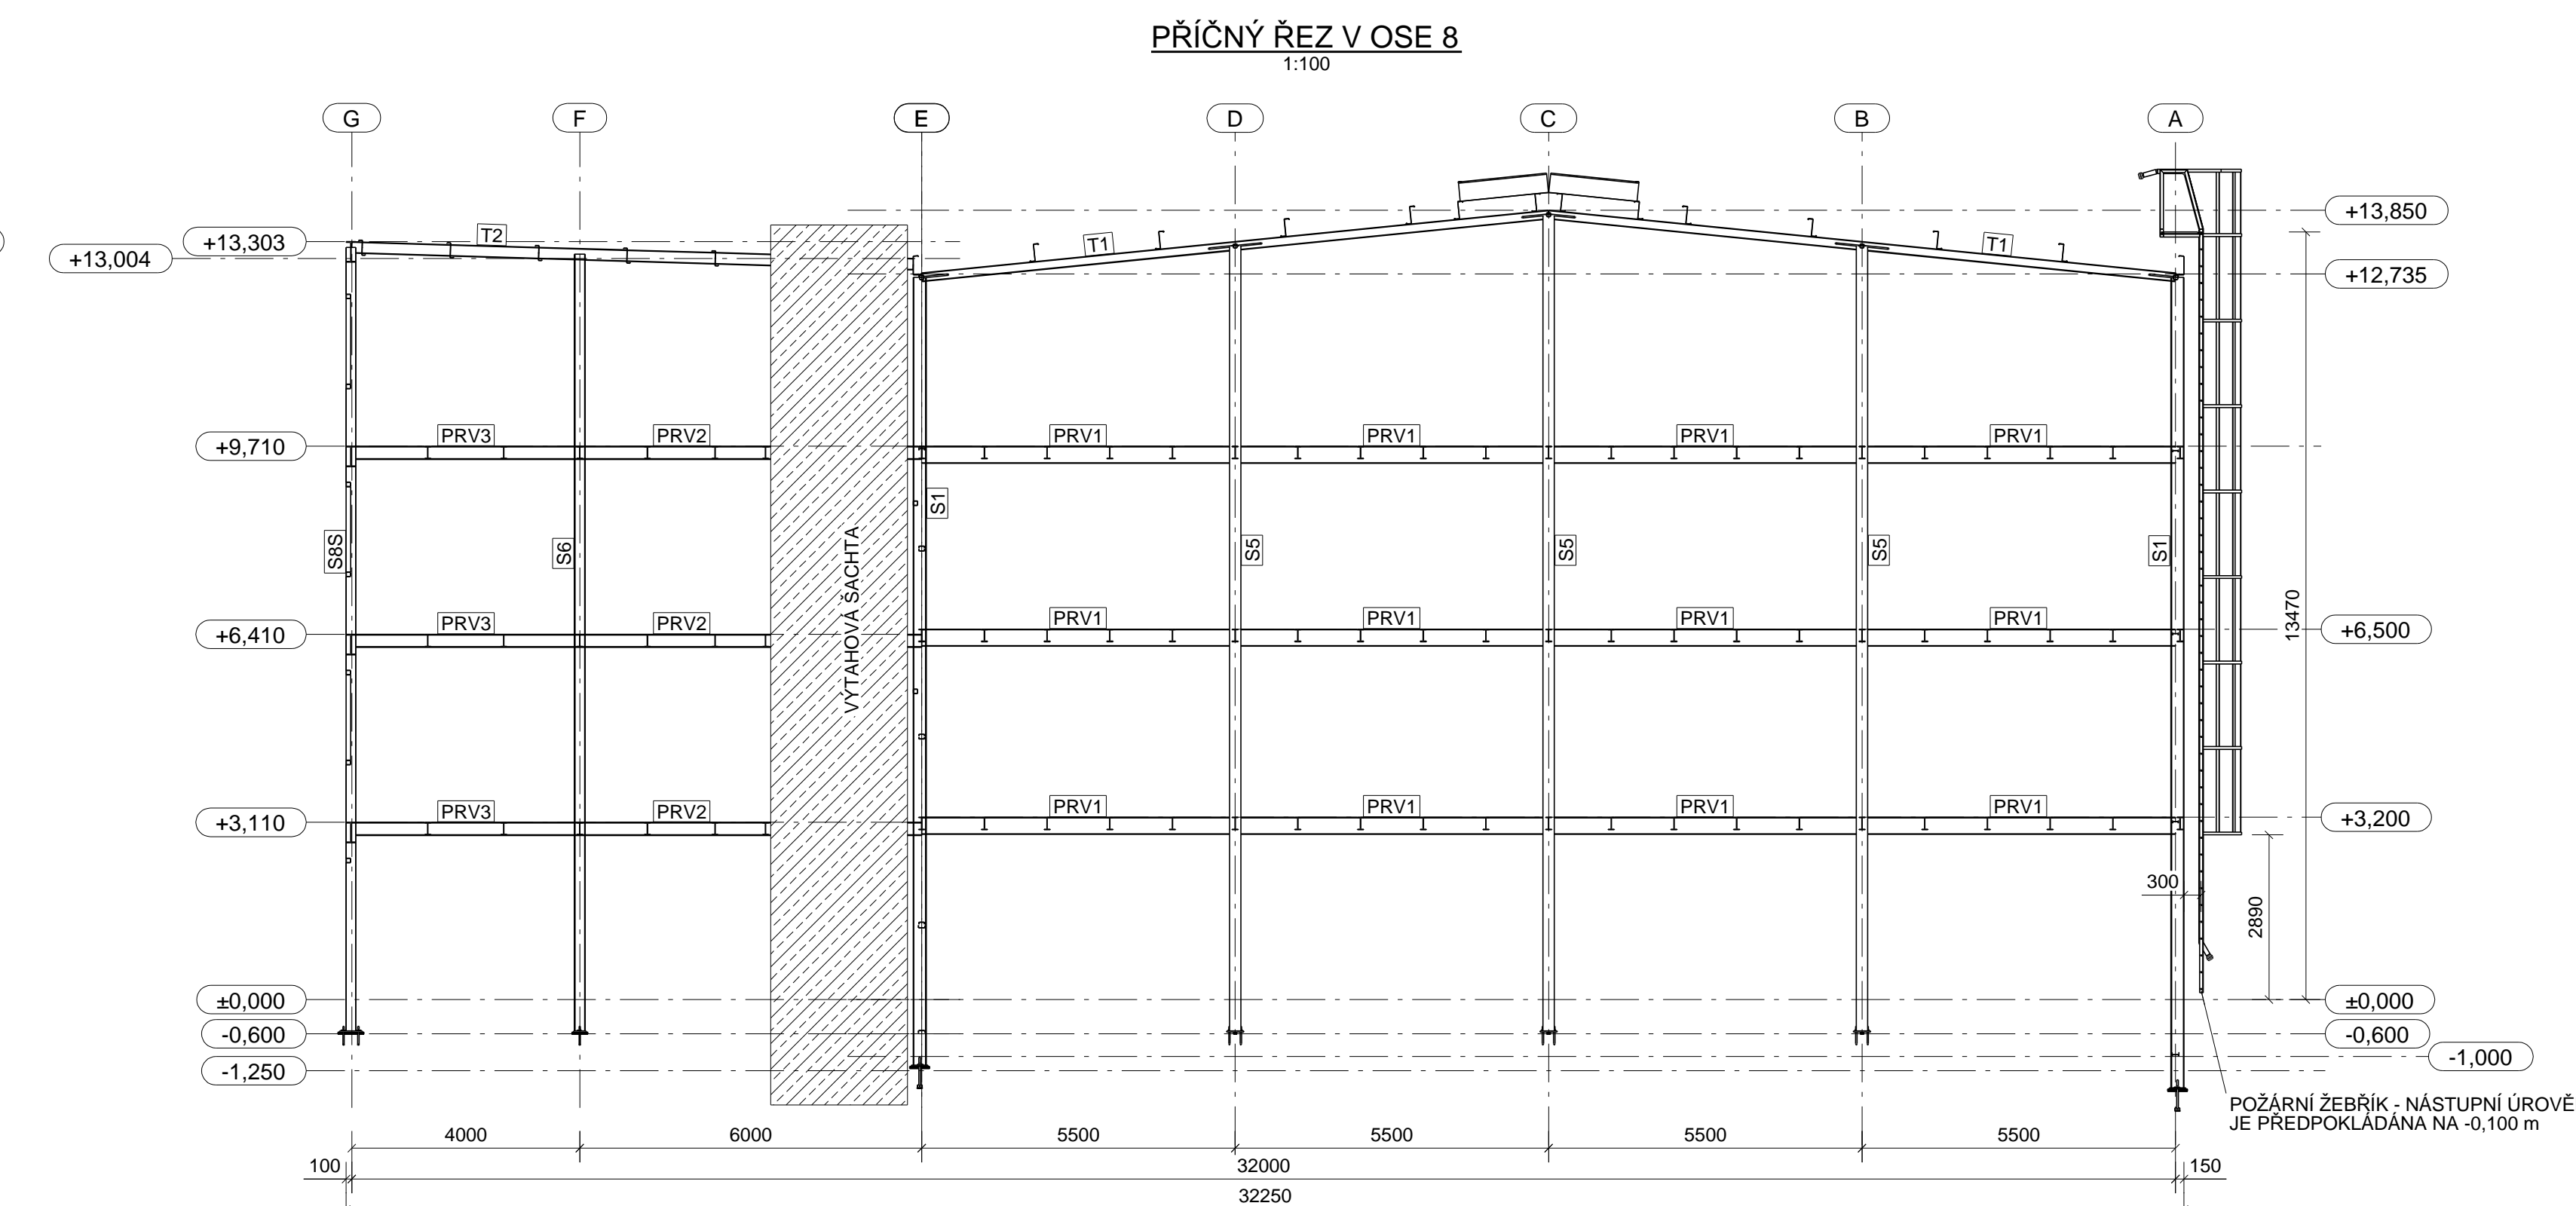 PŘÍČNÝ ŘEZ V OSE 8
1:100
G F E D C B A
+13,850
+13,303
T2
T1
T1
+13,004
+12,735
PRV3 PRV2 PRV1 PRV1 PRV1 PRV1
+9,710
S1
S8S
S6
VÝTAHOVÁ ŠACHTA
S5
S5
S5
S1
13470
PRV3 PRV2 PRV1 PRV1 PRV1 PRV1
+6,410
+6,500
PRV3 PRV2 PRV1 PRV1 PRV1 PRV1
+3,110
+3,200
300
2890
±0,000
±0,000
-0,600
-0,600
-1,000
-1,250
POŽÁRNÍ ŽEBŘÍK - NÁSTUPNÍ ÚROVĚ
JE PŘEDPOKLÁDÁNA NA -0,100 m
4000 6000 5500 5500 5500 5500
100 32000 150
32250